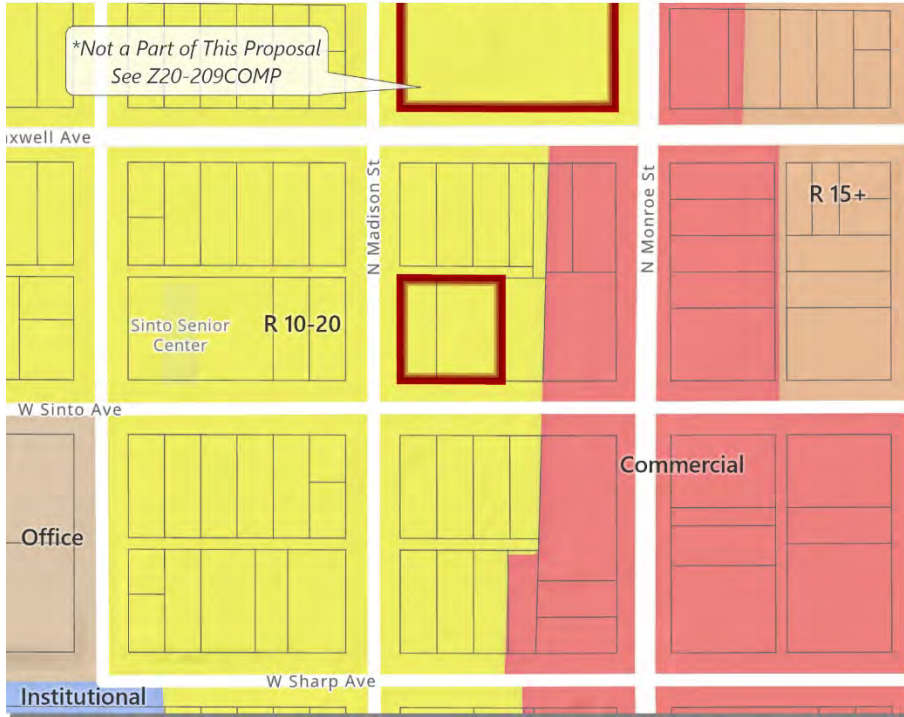 *Not a Part of This Proposal
See Z20-209COMP
axwell Ave
N Madison St
N Monroe St
R 15+
Sinto Senior
Center
R 10-20
W Sinto Ave
Commercial
Office
W Sharp Ave
Institutional